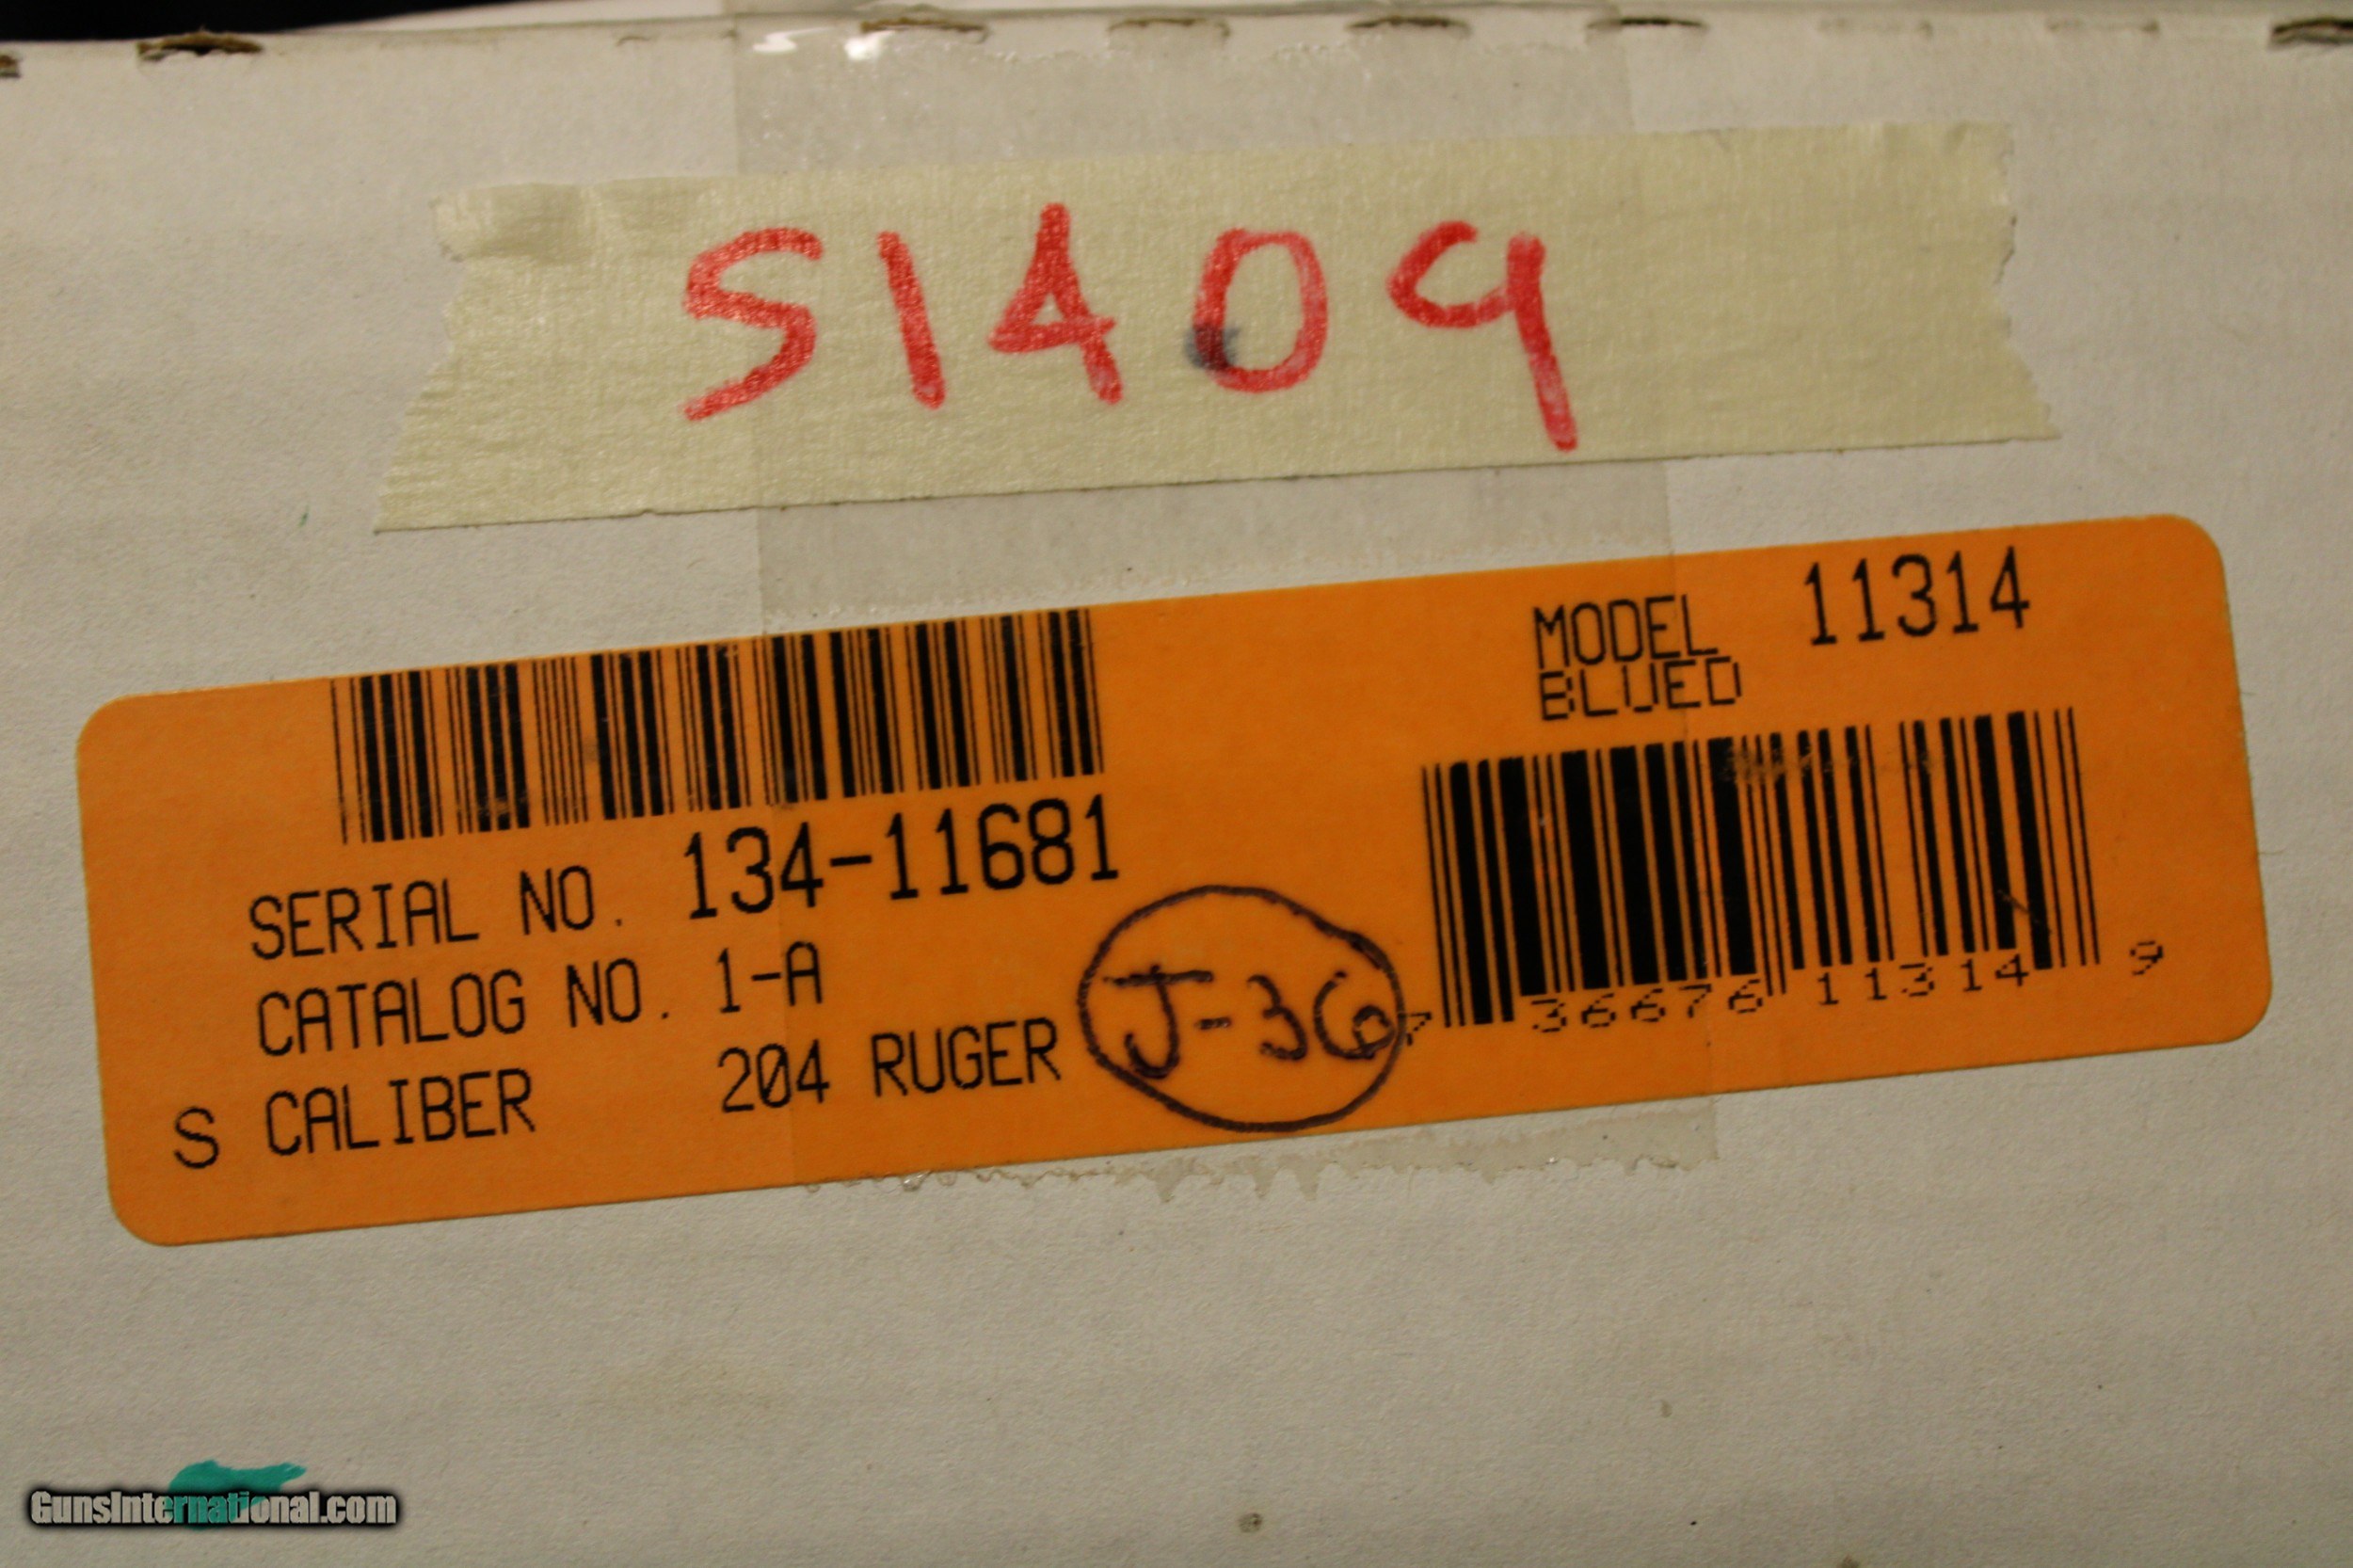 S1409
MODEL 11314
BLUED
SERIAL NO. 134-11681
CATALOG NO. 1-A
S CALIBER 204 RUGER
J-36
7 36676 11314 9
GunsInternational.com